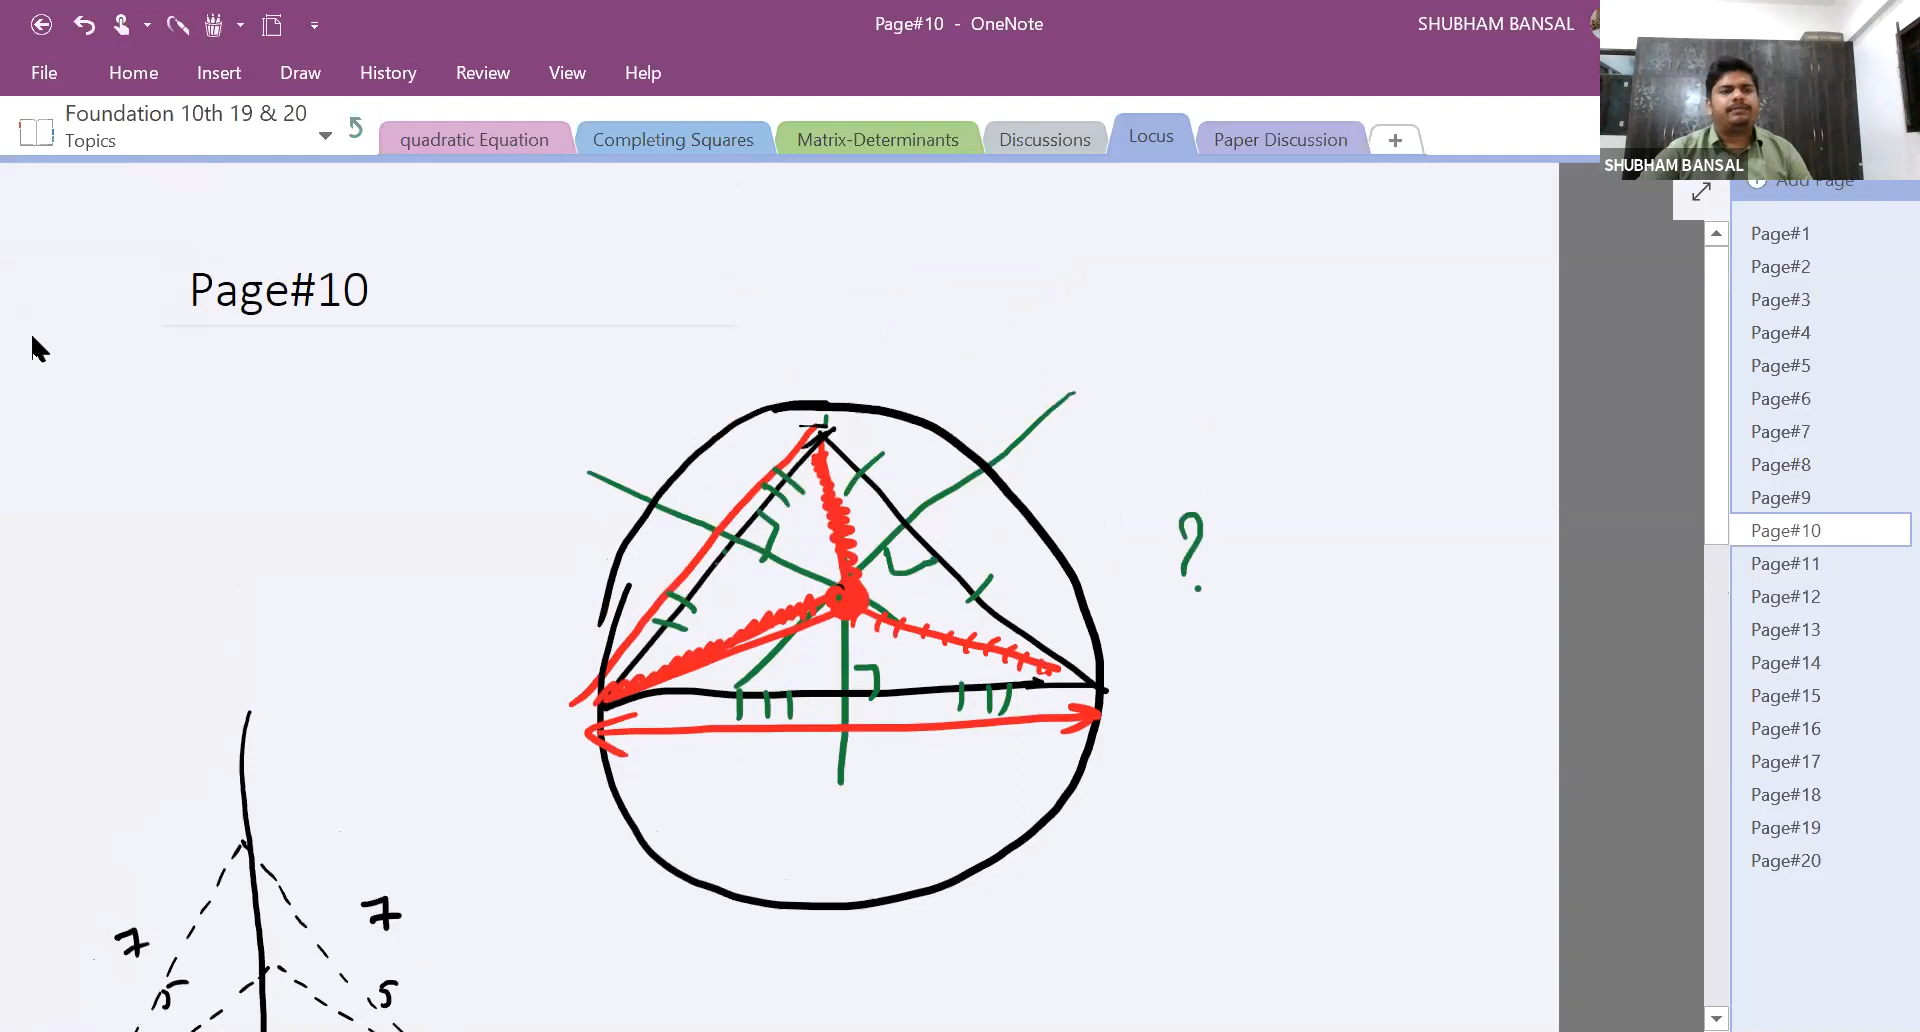 Page#10 - OneNote
SHUBHAM BANSAL
File Home Insert Draw History Review View Help
Foundation 10th 19 & 20
Topics
quadratic Equation
Completing Squares
Matrix-Determinants
Discussions
Locus
Paper Discussion
+
SHUBHAM BANSAL
Add Page
Page#10
Page#1
Page#2
Page#3
Page#4
Page#5
Page#6
Page#7
Page#8
Page#9
Page#10
Page#11
Page#12
Page#13
Page#14
Page#15
Page#16
Page#17
Page#18
Page#19
Page#20
?
7
7
5
5